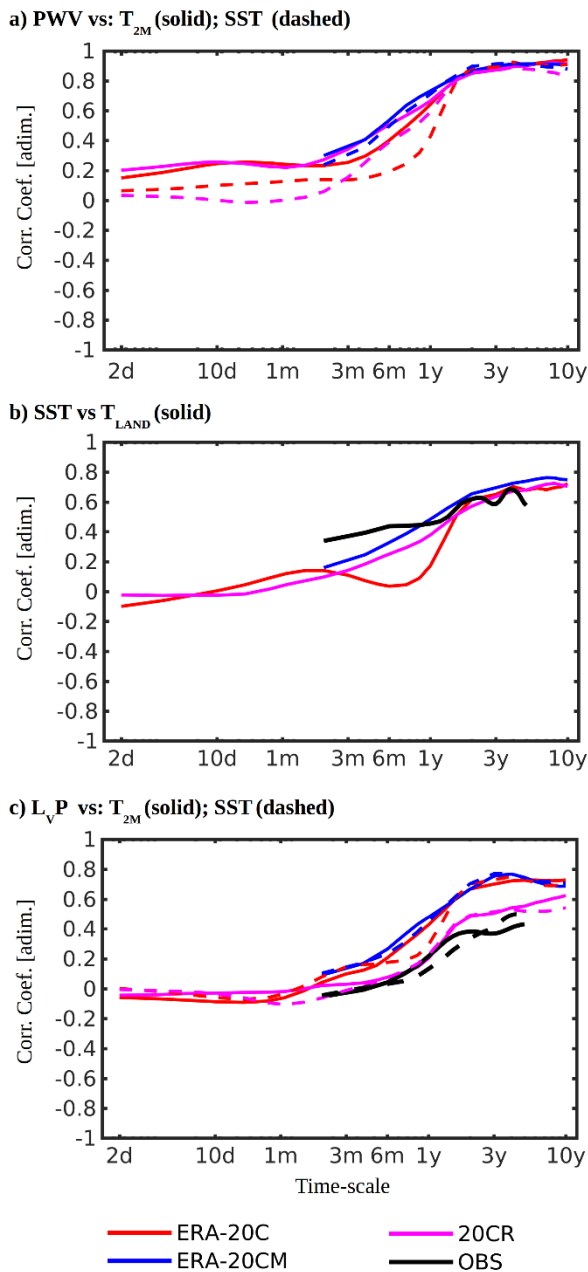 a) PWV vs: T2M (solid); SST (dashed)
Corr. Coef. [adim.]
1
0.8
0.6
0.4
0.2
0
-0.2
-0.4
-0.6
-0.8
-1
2d 10d 1m 3m 6m 1y 3y 10y
b) SST vs TLAND (solid)
Corr. Coef. [adim.]
1
0.8
0.6
0.4
0.2
0
-0.2
-0.4
-0.6
-0.8
-1
2d 10d 1m 3m 6m 1y 3y 10y
c) LVP vs: T2M (solid); SST (dashed)
Corr. Coef. [adim.]
1
0.8
0.6
0.4
0.2
0
-0.2
-0.4
-0.6
-0.8
-1
2d 10d 1m 3m 6m 1y 3y 10y
Time-scale
ERA-20C 20CR
ERA-20CM OBS